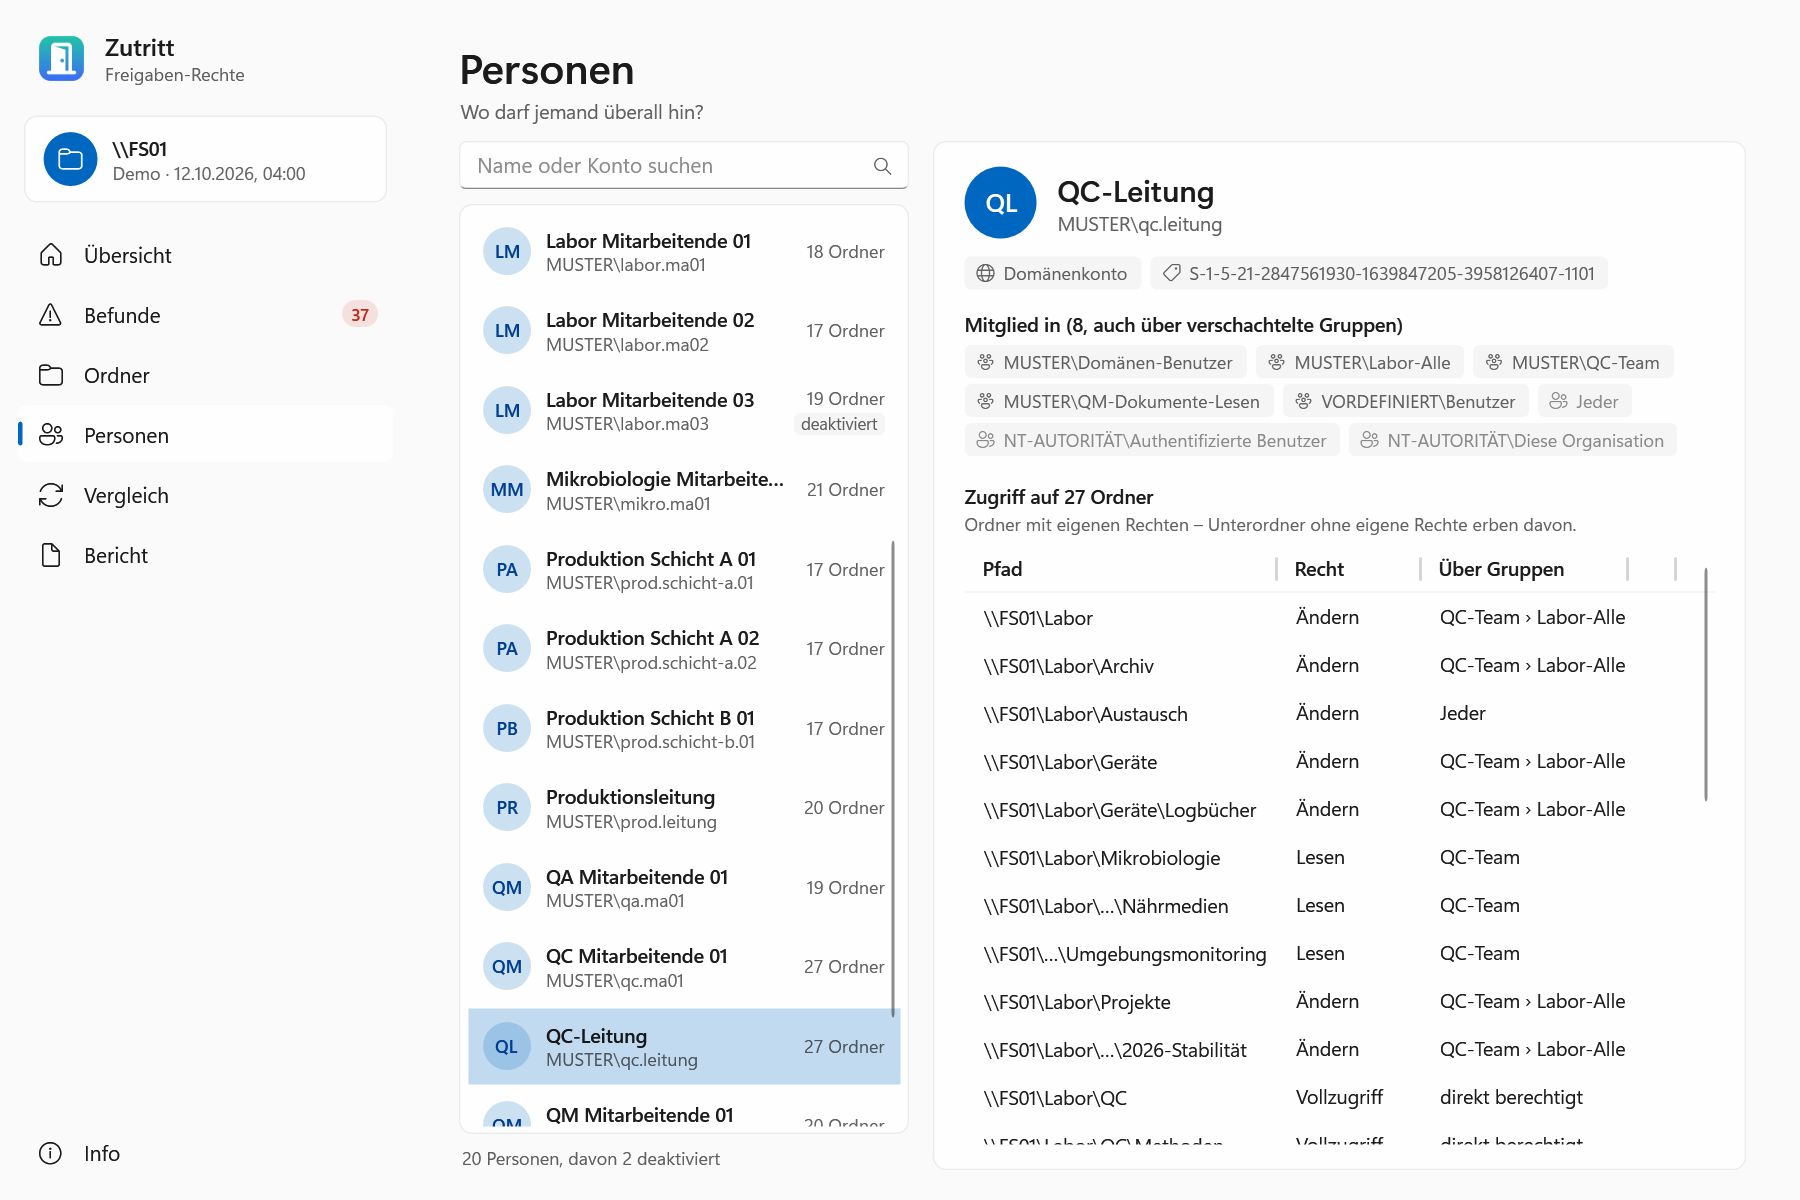 Zutritt
Freigaben-Rechte
\\FS01
Demo · 12.10.2026, 04:00
Übersicht
Befunde 37
Ordner
Personen
Vergleich
Bericht
Info
Personen
Wo darf jemand überall hin?
Name oder Konto suchen
LM Labor Mitarbeitende 01 18 Ordner
MUSTER\labor.ma01
LM Labor Mitarbeitende 02 17 Ordner
MUSTER\labor.ma02
LM Labor Mitarbeitende 03 19 Ordner
MUSTER\labor.ma03 deaktiviert
MM Mikrobiologie Mitarbeite... 21 Ordner
MUSTER\mikro.ma01
PA Produktion Schicht A 01 17 Ordner
MUSTER\prod.schicht-a.01
PA Produktion Schicht A 02 17 Ordner
MUSTER\prod.schicht-a.02
PB Produktion Schicht B 01 17 Ordner
MUSTER\prod.schicht-b.01
PR Produktionsleitung 20 Ordner
MUSTER\prod.leitung
QM QA Mitarbeitende 01 19 Ordner
MUSTER\qa.ma01
QM QC Mitarbeitende 01 27 Ordner
MUSTER\qc.ma01
QL QC-Leitung 27 Ordner
MUSTER\qc.leitung
QM QM Mitarbeitende 01 20 Ordner
20 Personen, davon 2 deaktiviert
QL QC-Leitung
MUSTER\qc.leitung
Domänenkonto S-1-5-21-2847561930-1639847205-3958126407-1101
Mitglied in (8, auch über verschachtelte Gruppen)
MUSTER\Domänen-Benutzer MUSTER\Labor-Alle MUSTER\QC-Team
MUSTER\QM-Dokumente-Lesen VORDEFINIERT\Benutzer Jeder
NT-AUTORITÄT\Authentifizierte Benutzer NT-AUTORITÄT\Diese Organisation
Zugriff auf 27 Ordner
Ordner mit eigenen Rechten – Unterordner ohne eigene Rechte erben davon.
Pfad Recht Über Gruppen
\\FS01\Labor Ändern QC-Team › Labor-Alle
\\FS01\Labor\Archiv Ändern QC-Team › Labor-Alle
\\FS01\Labor\Austausch Ändern Jeder
\\FS01\Labor\Geräte Ändern QC-Team › Labor-Alle
\\FS01\Labor\Geräte\Logbücher Ändern QC-Team › Labor-Alle
\\FS01\Labor\Mikrobiologie Lesen QC-Team
\\FS01\Labor\...\Nährmedien Lesen QC-Team
\\FS01\...\Umgebungsmonitoring Lesen QC-Team
\\FS01\Labor\Projekte Ändern QC-Team › Labor-Alle
\\FS01\Labor\...\2026-Stabilität Ändern QC-Team › Labor-Alle
\\FS01\Labor\QC Vollzugriff direkt berechtigt
\\FS01\Labor\QC\Methoden Vollzugriff direkt berechtigt